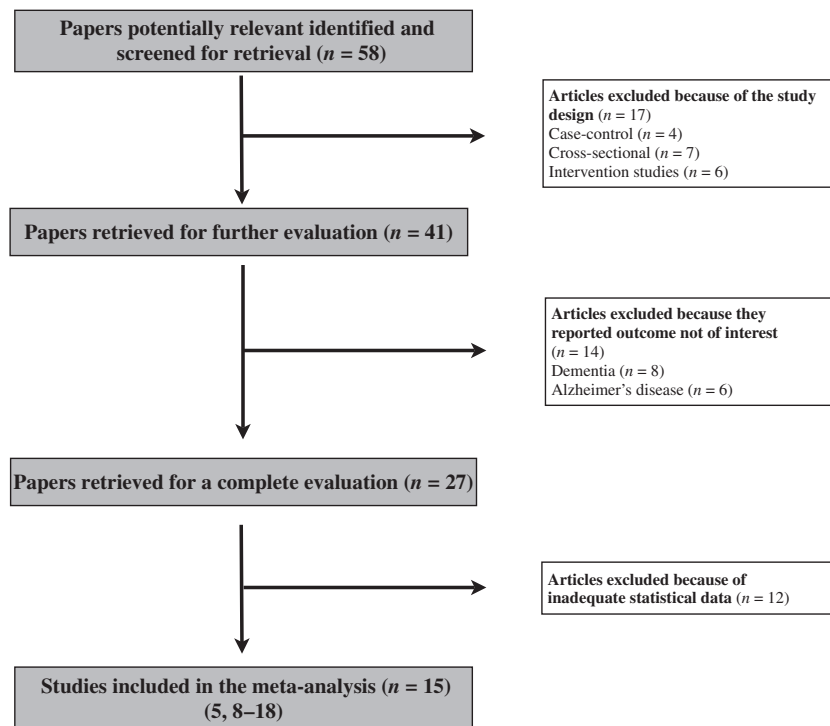 Papers potentially relevant identified and
screened for retrieval (n = 58)
Articles excluded because of the study
design (n = 17)
Case-control (n = 4)
Cross-sectional (n = 7)
Intervention studies (n = 6)
Papers retrieved for further evaluation (n = 41)
Articles excluded because they
reported outcome not of interest
(n = 14)
Dementia (n = 8)
Alzheimer's disease (n = 6)
Papers retrieved for a complete evaluation (n = 27)
Articles excluded because of
inadequate statistical data (n = 12)
Studies included in the meta-analysis (n = 15)
(5, 8–18)